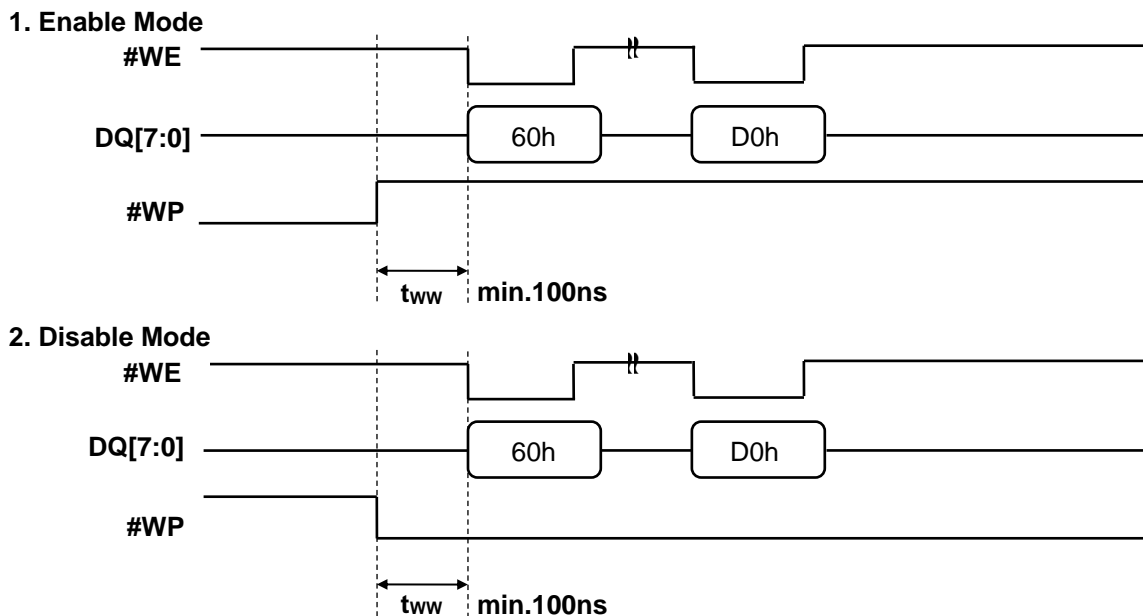 1. Enable Mode
#WE
DQ[7:0] 60h D0h
#WP
tWW min.100ns
2. Disable Mode
#WE
DQ[7:0] 60h D0h
#WP
tWW min.100ns